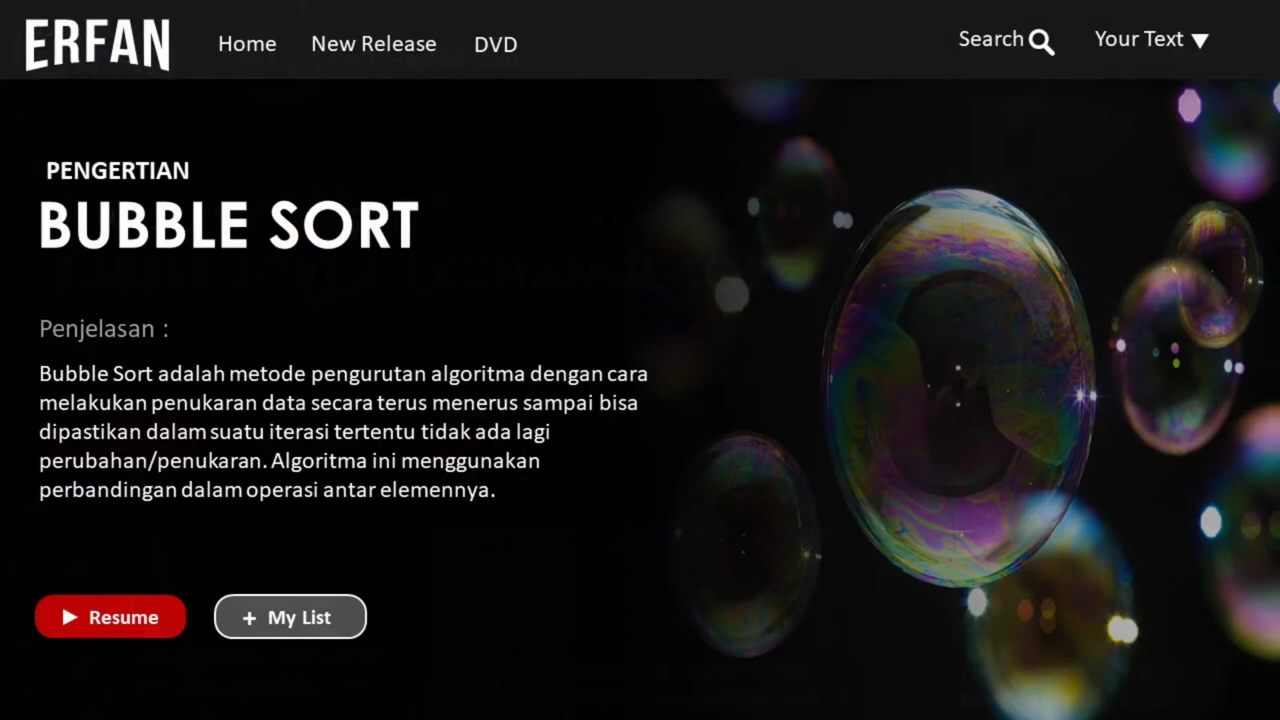 ERFAN
Home New Release DVD
Search Your Text
PENGERTIAN
BUBBLE SORT
Penjelasan :
Bubble Sort adalah metode pengurutan algoritma dengan cara
melakukan penukaran data secara terus menerus sampai bisa
dipastikan dalam suatu iterasi tertentu tidak ada lagi
perubahan/penukaran. Algoritma ini menggunakan
perbandingan dalam operasi antar elemennya.
Resume + My List